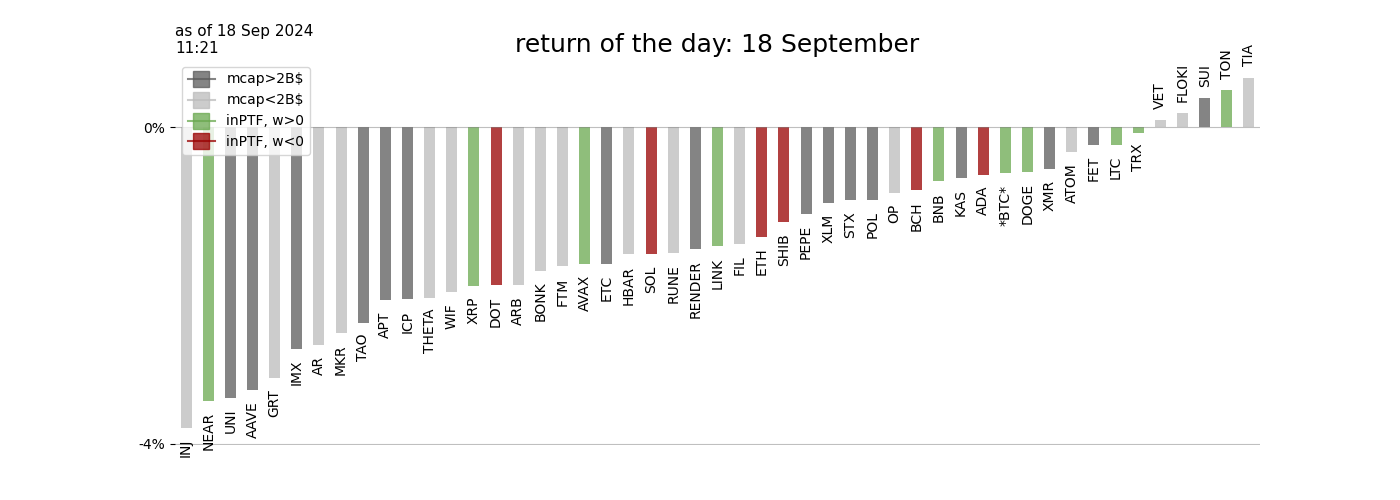 as of 18 Sep 2024
11:21
return of the day: 18 September
mcap>2B$
mcap<2B$
inPTF, w>0
inPTF, w<0
0%
-4%
INJ
NEAR
UNI
AAVE
GRT
IMX
AR
MKR
TAO
APT
ICP
THETA
WIF
XRP
DOT
ARB
BONK
FTM
AVAX
ETC
HBAR
SOL
RUNE
RENDER
LINK
FIL
ETH
SHIB
PEPE
XLM
STX
POL
OP
BCH
BNB
KAS
ADA
*BTC*
DOGE
XMR
ATOM
FET
LTC
TRX
VET
FLOKI
SUI
TON
TIA